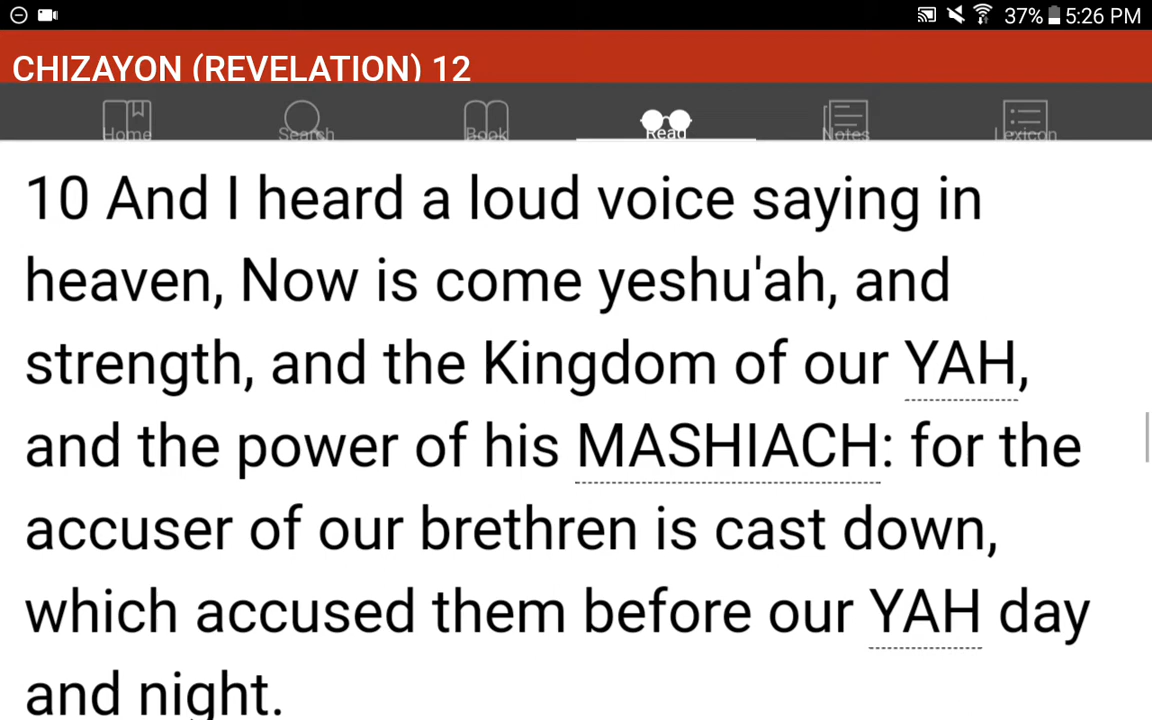 37% 5:26 PM
CHIZAYON (REVELATION) 12
Home Search Book Read Notes Lexicon
10 And I heard a loud voice saying in
heaven, Now is come yeshu'ah, and
strength, and the Kingdom of our YAH,
and the power of his MASHIACH: for the
accuser of our brethren is cast down,
which accused them before our YAH day
and night.